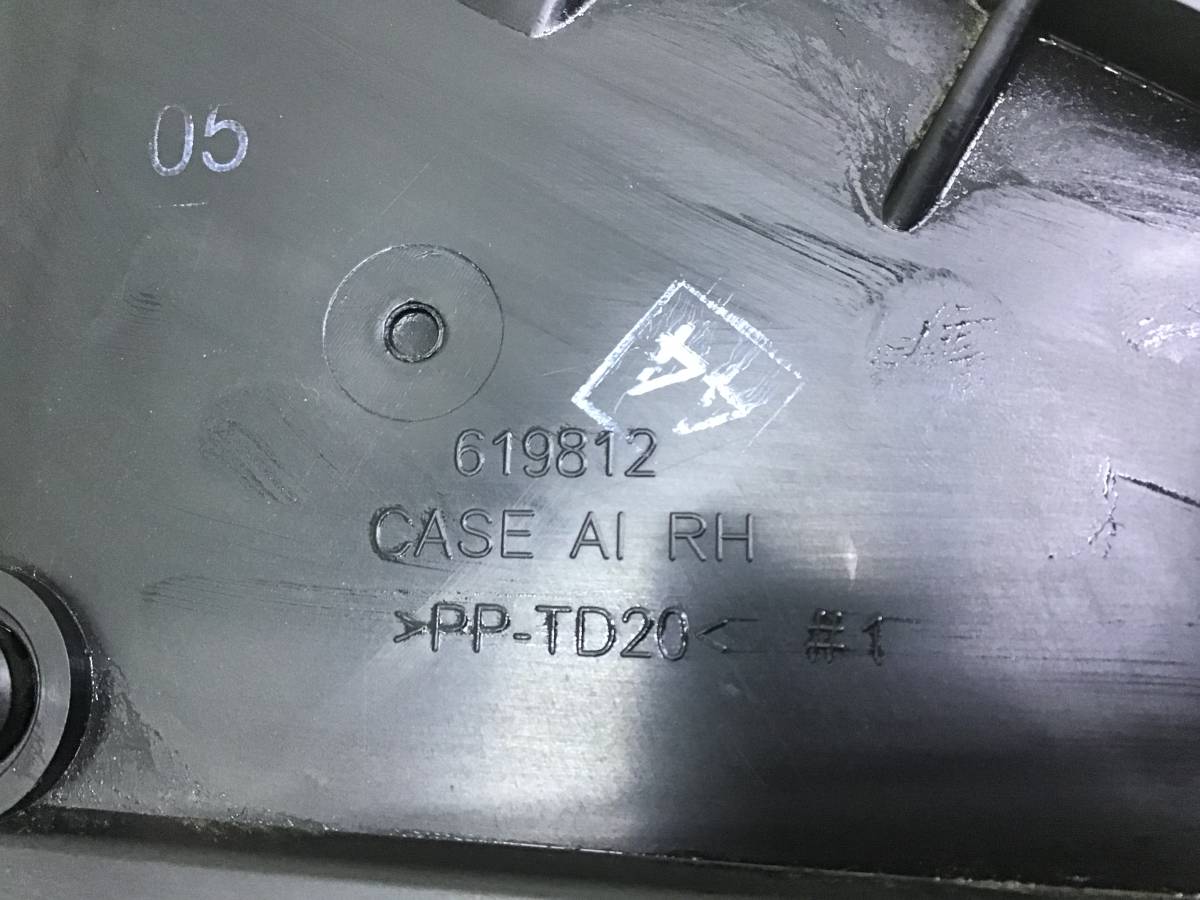 05
619812
CASE AI RH
>PP-TD20< #1